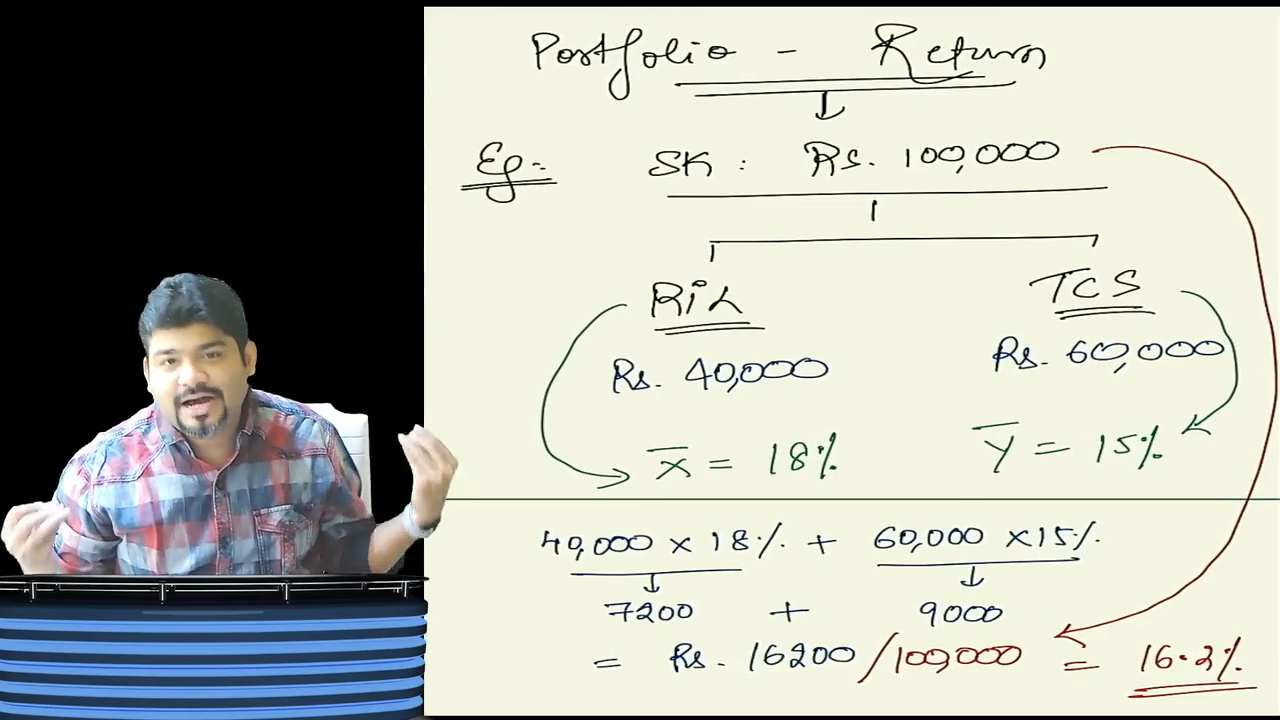 Portfolio - Return
Eg:- SK : Rs. 100,000
RIL TCS
Rs. 40,000 Rs. 60,000
x̄ = 18% ȳ = 15%
40,000 x 18% + 60,000 x 15%
7200 + 9000
= Rs. 16200 / 100,000 = 16.2%